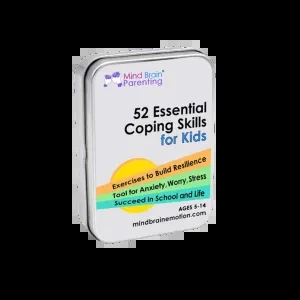 Mind Brain
Parenting
52 Essential
Coping Skills
for Kids
Exercises to Build Resilience
Tool for Anxiety, Worry, Stress
Succeed in School and Life
AGES 5-14
mindbrainemotion.com